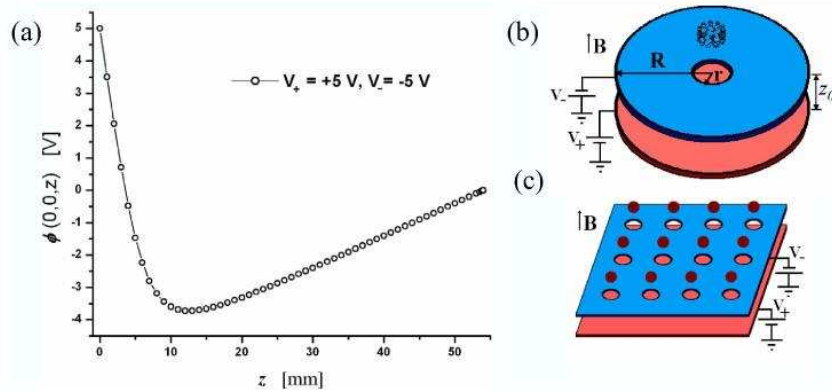 (a)
5
4
3
2
1
0
-1
-2
-3
-4
ϕ (0,0,z) [V]
V₊ = +5 V, V₋= -5 V
0
10
20
30
40
50
z [mm]
(b)
B
R
r
z₀
V₋
V₊
(c)
B
V₋
V₊